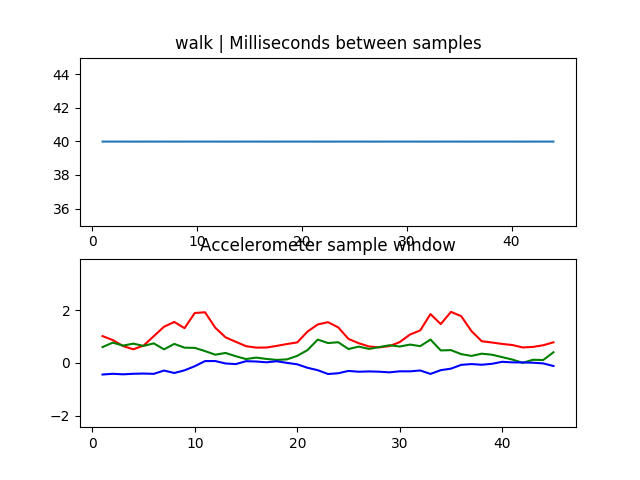 walk | Milliseconds between samples
44
42
40
38
36
0 10 20 30 40
Accelerometer sample window
2
0
−2
0 10 20 30 40